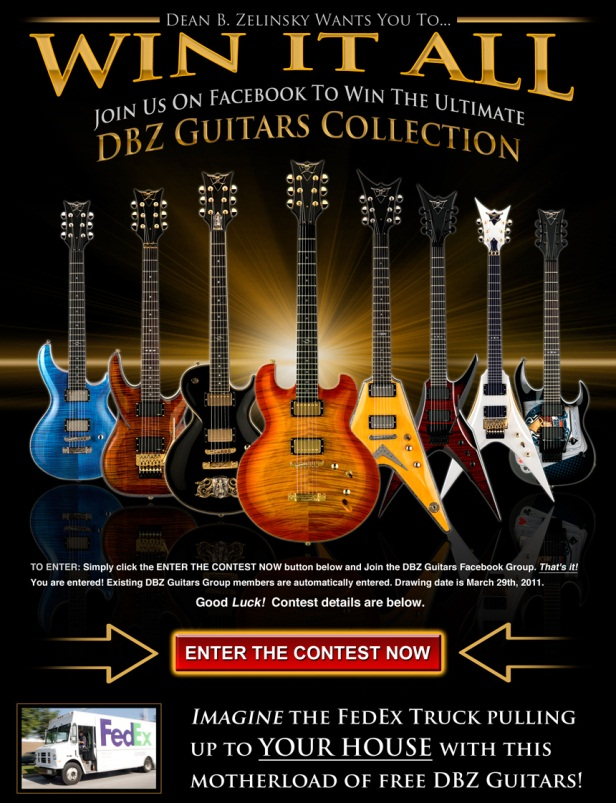 DEAN B. ZELINSKY WANTS YOU TO...
WIN IT ALL
JOIN US ON FACEBOOK TO WIN THE ULTIMATE
DBZ GUITARS COLLECTION
TO ENTER: Simply click the ENTER THE CONTEST NOW button below and Join the DBZ Guitars Facebook Group. That's it!
You are entered! Existing DBZ Guitars Group members are automatically entered. Drawing date is March 29th, 2011.
Good Luck! Contest details are below.
ENTER THE CONTEST NOW
FedEx
IMAGINE THE FEDEX TRUCK PULLING
UP TO YOUR HOUSE WITH THIS
MOTHERLOAD OF FREE DBZ GUITARS!